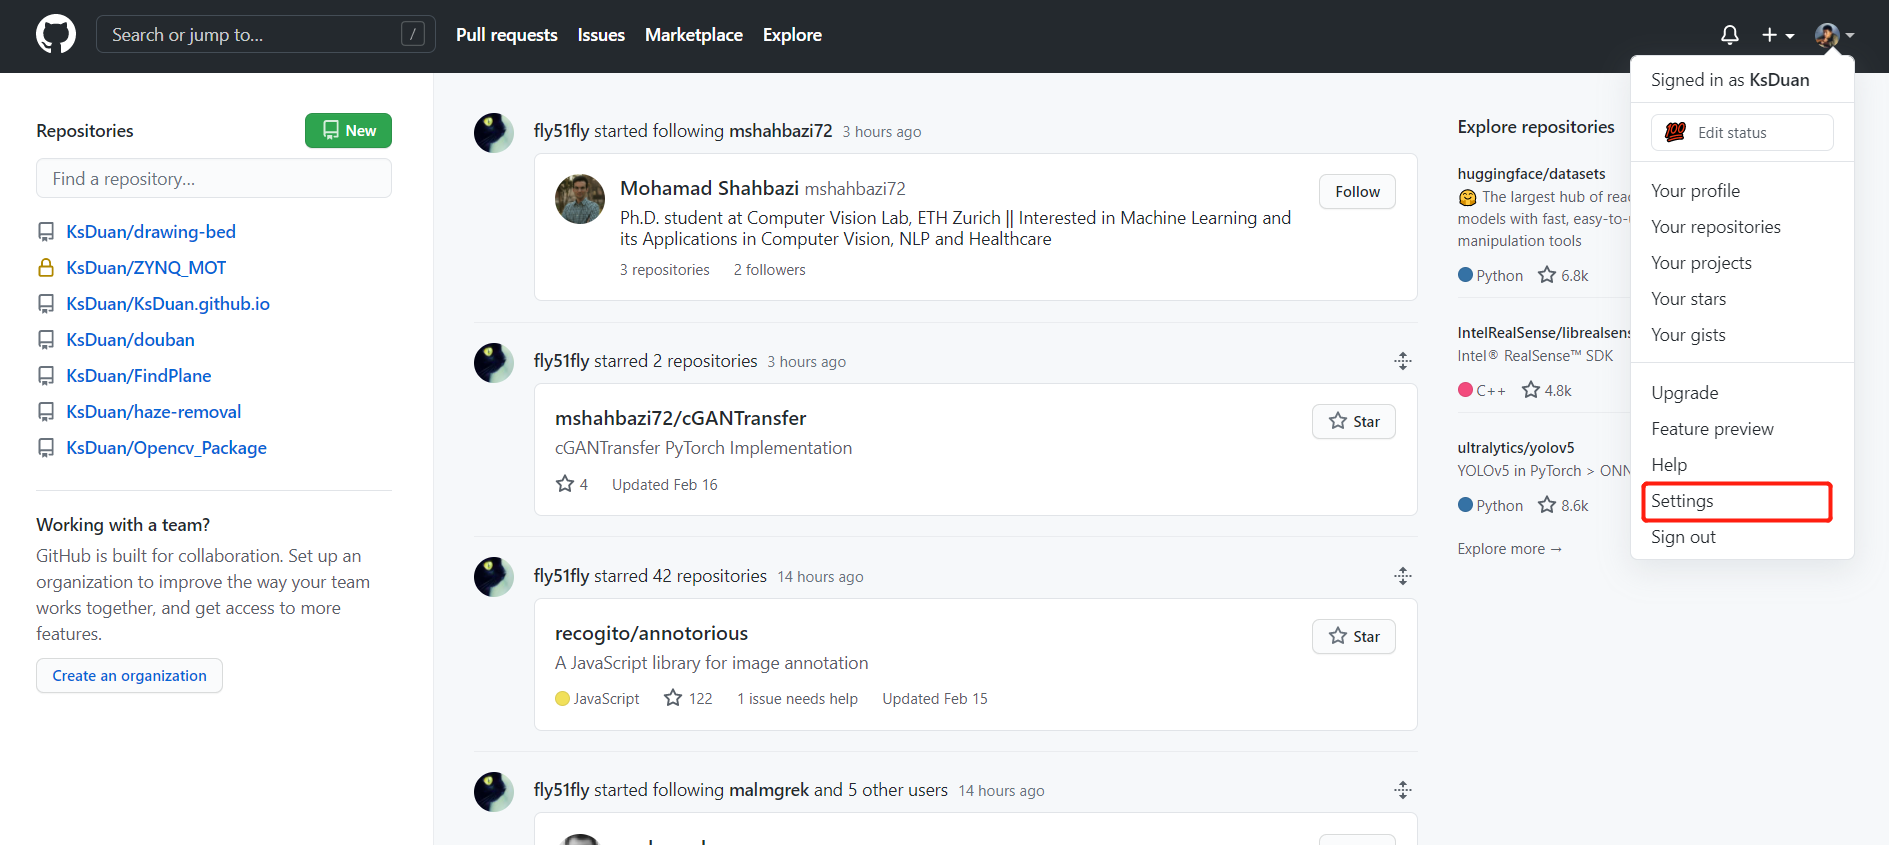 Search or jump to...
/
Pull requests
Issues
Marketplace
Explore
Repositories
New
Find a repository...
KsDuan/drawing-bed
KsDuan/ZYNQ_MOT
KsDuan/KsDuan.github.io
KsDuan/douban
KsDuan/FindPlane
KsDuan/haze-removal
KsDuan/Opencv_Package
Working with a team?
GitHub is built for collaboration. Set up an
organization to improve the way your team
works together, and get access to more
features.
Create an organization
fly51fly started following mshahbazi72 3 hours ago
Mohamad Shahbazi mshahbazi72
Follow
Ph.D. student at Computer Vision Lab, ETH Zurich || Interested in Machine Learning and
its Applications in Computer Vision, NLP and Healthcare
3 repositories 2 followers
fly51fly starred 2 repositories 3 hours ago
mshahbazi72/cGANTransfer
Star
cGANTransfer PyTorch Implementation
4 Updated Feb 16
fly51fly starred 42 repositories 14 hours ago
recogito/annotorious
Star
A JavaScript library for image annotation
JavaScript 122 1 issue needs help Updated Feb 15
fly51fly started following malmgrek and 5 other users 14 hours ago
Explore repositories
huggingface/datasets
The largest hub of
models with fast, easy-to-
manipulation tools
Python 6.8k
IntelRealSense/librealsens
Intel® RealSense™ SDK
C++ 4.8k
ultralytics/yolov5
YOLOv5 in PyTorch > ONN
Python 8.6k
Explore more →
Signed in as KsDuan
100 Edit status
Your profile
Your repositories
Your projects
Your stars
Your gists
Upgrade
Feature preview
Help
Settings
Sign out